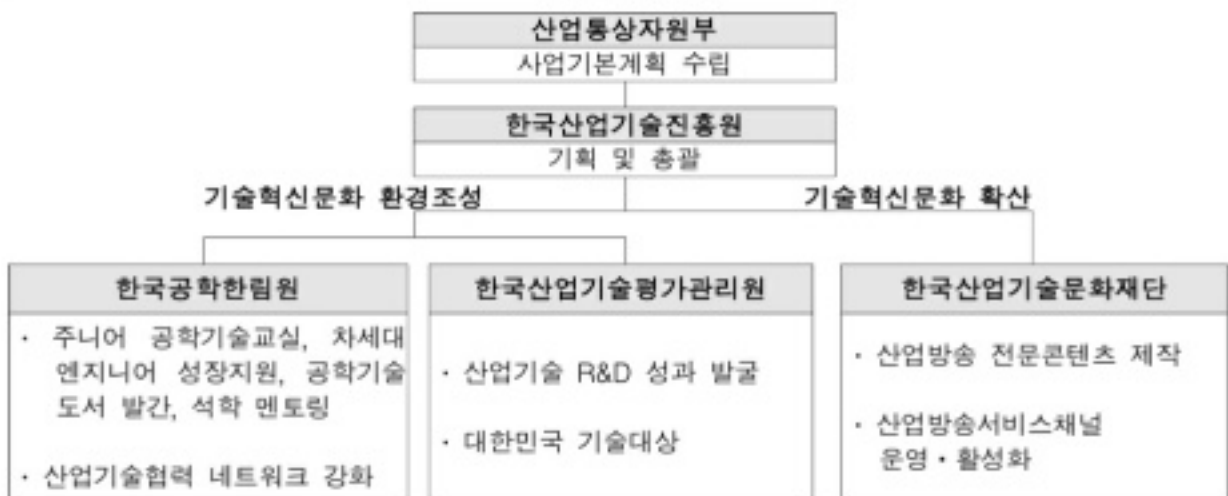 산업통상자원부
사업기본계획 수립
한국산업기술진흥원
기획 및 총괄
기술혁신문화 환경조성
기술혁신문화 확산
한국공학한림원
· 주니어 공학기술교실, 차세대
엔지니어 성장지원, 공학기술
도서 발간, 석학 멘토링
· 산업기술협력 네트워크 강화
한국산업기술평가관리원
· 산업기술 R&D 성과 발굴
· 대한민국 기술대상
한국산업기술문화재단
· 산업방송 전문콘텐츠 제작
· 산업방송서비스채널
운영·활성화